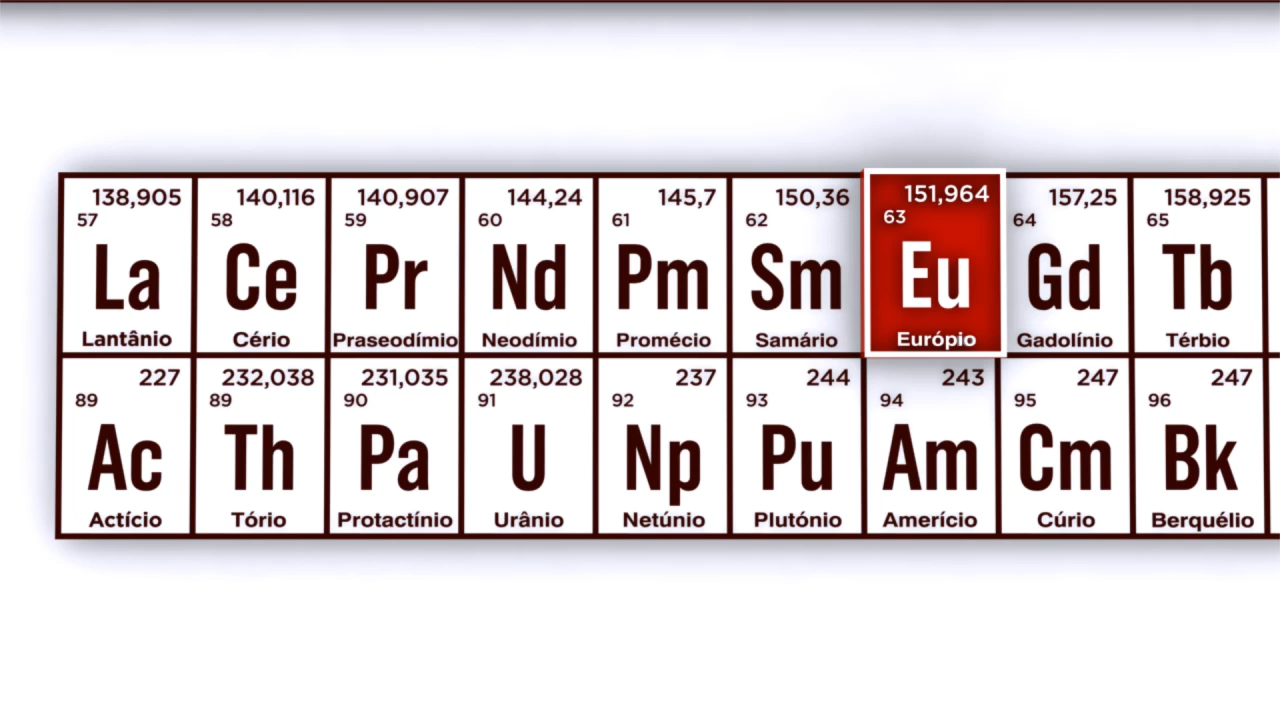 138,905 140,116 140,907 144,24 145,7 150,36 151,964 157,25 158,925
57 58 59 60 61 62 63 64 65
La Ce Pr Nd Pm Sm Eu Gd Tb
Lantânio Cério Praseodímio Neodímio Promécio Samário Európio Gadolínio Térbio
227 232,038 231,035 238,028 237 244 243 247 247
89 89 90 91 92 93 94 95 96
Ac Th Pa U Np Pu Am Cm Bk
Actício Tório Protactínio Urânio Netúnio Plutónio Amerício Cúrio Berquélio